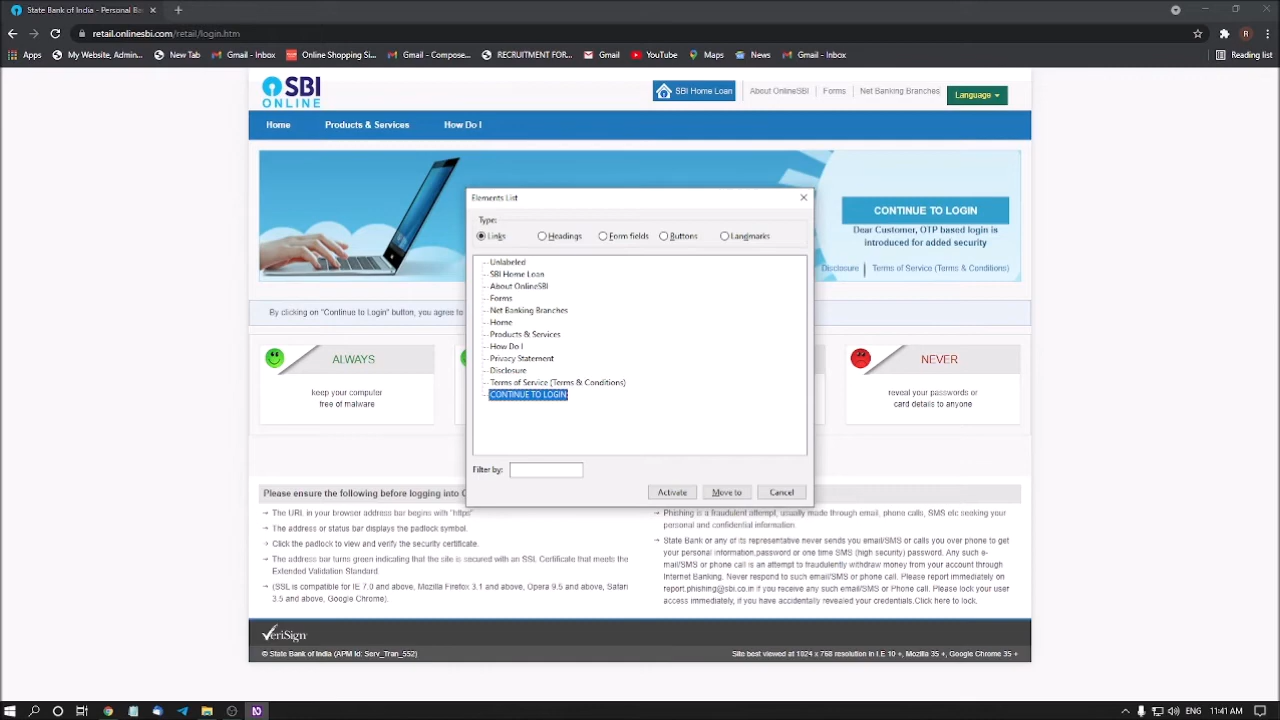 State Bank of India - Personal Ba
retail.onlinesbi.com/retail/login.htm
R
My Website, Admin...
New Tab
Gmail - Inbox
Online Shopping Si...
Gmail - Compose...
RECRUITMENT FOR...
Gmail
YouTube
Maps
News
Gmail - Inbox
Reading list
SBI
ONLINE
SBI Home Loan
About OnlineSBI
Forms
Net Banking Branches
Language
Home
Products & Services
How Do I
CONTINUE TO LOGIN
Dear Customer, OTP based login is
introduced for added security
Disclosure
Terms of Service (Terms & Conditions)
By clicking on "Continue to Login" button, you agree to
ALWAYS
keep your computer
free of malware
NEVER
reveal your passwords or
card details to anyone
Elements List
Type:
Links
Headings
Form fields
Buttons
Landmarks
Unlabeled
SBI Home Loan
About OnlineSBI
Forms
Net Banking Branches
Home
Products & Services
How Do I
Privacy Statement
Disclosure
Terms of Service (Terms & Conditions)
CONTINUE TO LOGIN
Filter by:
Activate
Move to
Cancel
Please ensure the following before logging into
The URL in your browser address bar begins with "https"
The address or status bar displays the padlock symbol.
Click the padlock to view and verify the security certificate.
The address bar turns green indicating that the site is secured with an SSL Certificate that meets the
Extended Validation Standard.
(SSL is compatible for IE 7.0 and above, Mozilla Firefox 3.1 and above, Opera 9.5 and above, Safari
3.5 and above, Google Chrome).
Phishing is a fraudulent attempt, usually made through email, phone calls, SMS etc seeking your
personal and confidential information.
State Bank or any of its representative never sends you email/SMS or calls you over phone to get
your personal information,password or one time SMS (high security) password. Any such e-
mail/SMS or phone call is an attempt to fraudulently withdraw money from your account through
Internet Banking. Never respond to such email/SMS or phone call. Please report immediately on
report.phishing@sbi.co.in if you receive any such email/SMS or Phone call. Please lock your user
access immediately, if you have accidentally revealed your credentials.Click here to lock.
VeriSign
© State Bank of India (APM Id: Serv_Tran_552)
Site best viewed at 1024 x 768 resolution in I.E 10 +, Mozilla 35 +, Google Chrome 35 +
ENG
11:41 AM